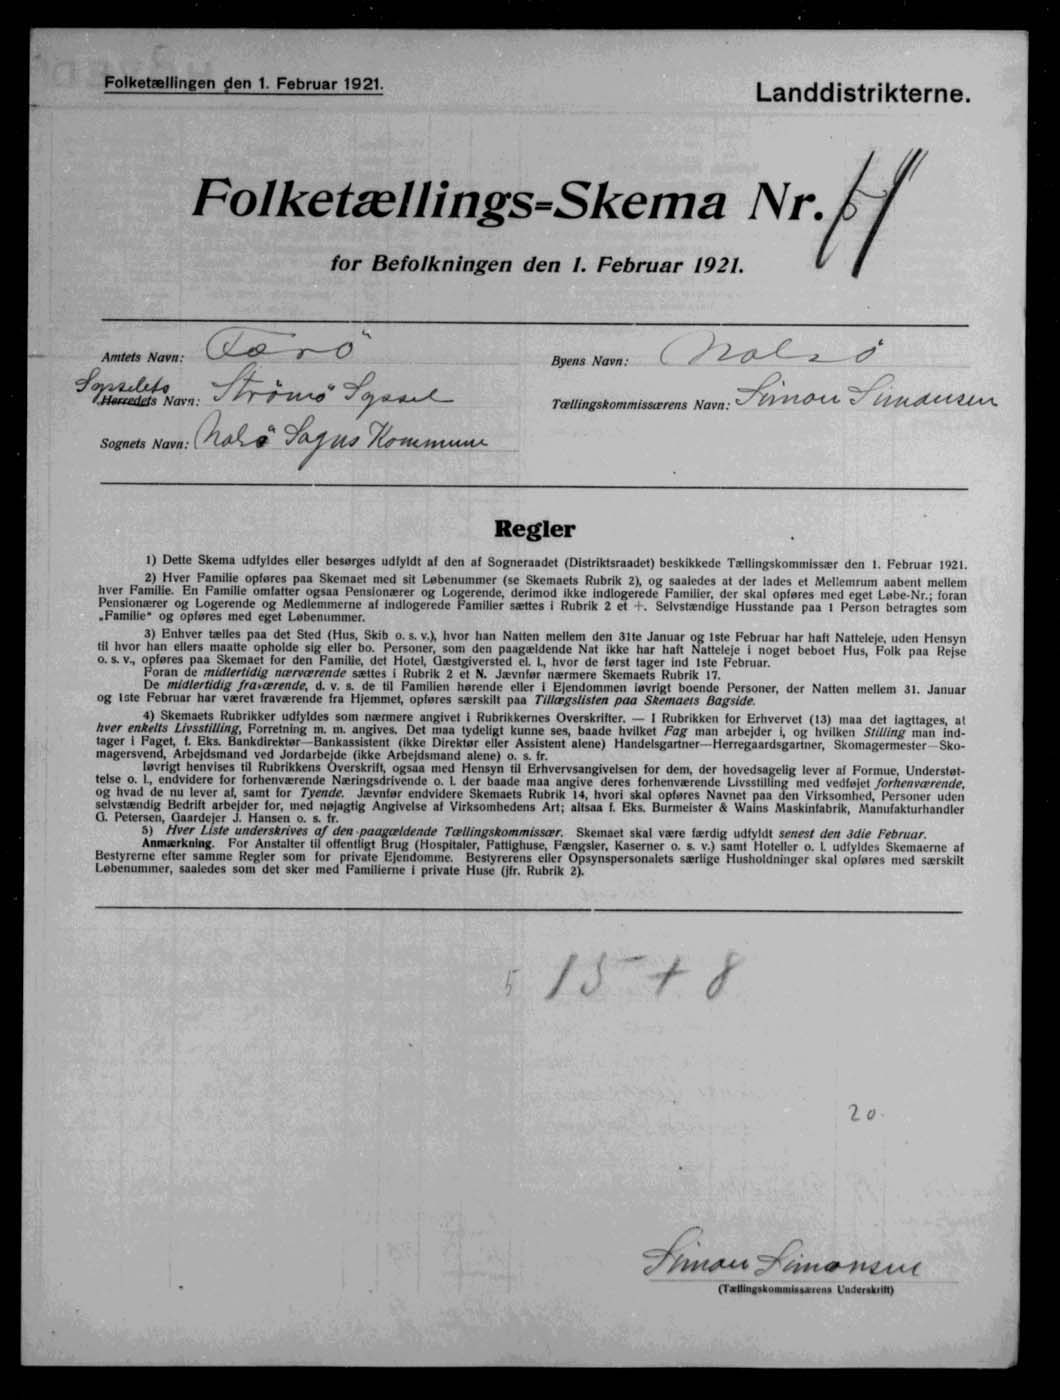 Folketællingen den 1. Februar 1921.
Landdistrikterne.
Folketællings=Skema Nr.
for Befolkningen den 1. Februar 1921.
Amtets Navn: Færö
Byens Navn: Nolsö
Sysselets
Herredets Navn: Strömö Syssel
Tællingskommissærens Navn: Simon Simonsen
Sognets Navn: Nolsö Sogns Kommune
Regler
1) Dette Skema udfyldes eller besørges udfyldt af den af Sogneraadet (Distriktsraadet) beskikkede Tællingskommissær den 1. Februar 1921.
2) Hver Familie opføres paa Skemaet med sit Løbenummer (se Skemaets Rubrik 2), og saaledes at der lades et Mellemrum aabent mellem
hver Familie. En Familie omfatter ogsaa Pensionærer og Logerende, derimod ikke indlogerede Familier, der skal opføres med eget Løbe-Nr.; foran
Pensionærer og Logerende og Medlemmerne af indlogerede Familier sættes i Rubrik 2 et +. Selvstændige Husstande paa 1 Person betragtes som
„Familie" og opføres med eget Løbenummer.
3) Enhver tælles paa det Sted (Hus, Skib o. s. v.), hvor han Natten mellem den 31te Januar og 1ste Februar har haft Natteleje, uden Hensyn
til hvor han ellers maatte opholde sig eller bo. Personer, som den paagældende Nat ikke har haft Natteleje i noget beboet Hus, Folk paa Rejse
o. s. v., opføres paa Skemaet for den Familie, det Hotel, Gæstgiversted el. l., hvor de først tager ind 1ste Februar.
Foran de midlertidig nærværende sættes i Rubrik 2 et N. Jævnfør nærmere Skemaets Rubrik 17.
De midlertidig fraværende, d. v. s. de til Familien hørende eller i Ejendommen iøvrigt boende Personer, der Natten mellem 31. Januar
og 1ste Februar har været fraværende fra Hjemmet, opføres særskilt paa Tillægslisten paa Skemaets Bagside.
4) Skemaets Rubrikker udfyldes som nærmere angivet i Rubrikkernes Overskrifter. — I Rubrikken for Erhvervet (13) maa det iagttages, at
hver enkelts Livsstilling, Forretning m. m. angives. Det maa tydeligt kunne ses, baade hvilket Fag man arbejder i, og hvilken Stilling man ind-
tager i Faget, f. Eks. Bankdirektør—Bankassistent (ikke Direktør eller Assistent alene) Handelsgartner—Herregaardsgartner, Skomagermester—Sko-
magersvend, Arbejdsmand ved Jordarbejde (ikke Arbejdsmand alene) o. s. fr.
Iøvrigt henvises til Rubrikkens Overskrift, ogsaa med Hensyn til Erhvervsangivelsen for dem, der hovedsagelig lever af Formue, Understøt-
telse o. l., endvidere for forhenværende Næringsdrivende o. l. der baade maa angive deres forhenværende Livsstilling med vedføjet forhenværende,
og hvad de nu lever af, samt for Tyende. Jævnfør endvidere Skemaets Rubrik 14, hvori skal opføres Navnet paa den Virksomhed, Personer uden
selvstændig Bedrift arbejder for, med nøjagtig Angivelse af Virksomhedens Art; altsaa f. Eks. Burmeister & Wains Maskinfabrik, Manufakturhandler
G. Petersen, Gaardejer J. Hansen o. s. fr.
5) Hver Liste underskrives af den paagældende Tællingskommissær. Skemaet skal være færdig udfyldt senest den 3die Februar.
Anmærkning. For Anstalter til offentligt Brug (Hospitaler, Fattighuse, Fængsler, Kaserner o. s. v.) samt Hoteller o. l. udfyldes Skemaerne af
Bestyrerne efter samme Regler som for private Ejendomme. Bestyrerens eller Opsynspersonalets særlige Husholdninger skal opføres med særskilt
Løbenummer, saaledes som det sker med Familierne i private Huse (jfr. Rubrik 2).
5 15 + 8
20.
Simon Simonsen
(Tællingskommissærens Underskrift)